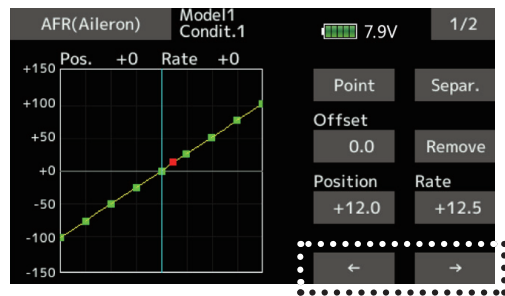 AFR(Aileron)
Model1
Condit.1
7.9V
1/2
Pos. +0 Rate +0
+150
+100
+50
+0
-50
-100
-150
Point
Separ.
Offset
0.0
Remove
Position
Rate
+12.0
+12.5
← →